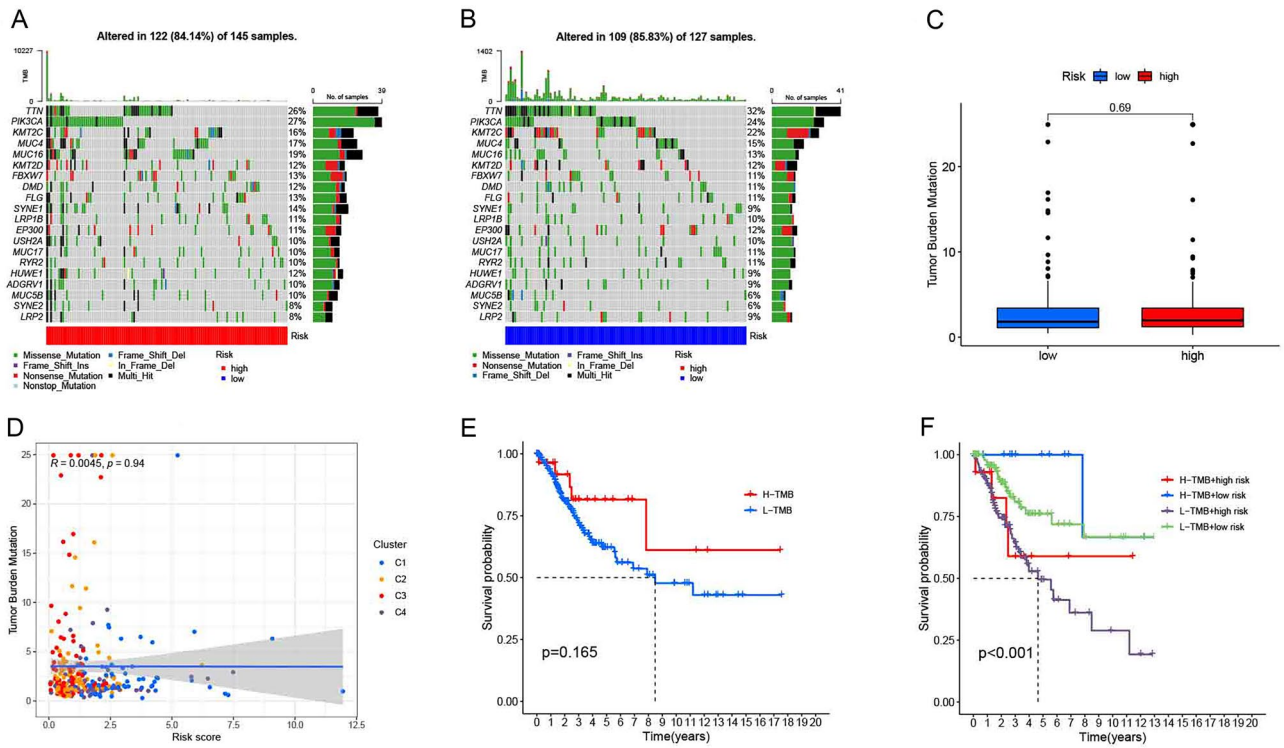 A
Altered in 122 (84.14%) of 145 samples.
10227
0
TMB
No. of samples
0 39
TTN 26%
PIK3CA 27%
KMT2C 16%
MUC4 17%
MUC16 19%
KMT2D 12%
FBXW7 13%
DMD 12%
FLG 13%
SYNE1 14%
LRP1B 11%
EP300 11%
USH2A 10%
MUC17 10%
RYR2 10%
HUWE1 12%
ADGRV1 10%
MUC5B 10%
SYNE2 8%
LRP2 8%
Risk
Missense_Mutation Frame_Shift_Del Risk
Frame_Shift_Ins In_Frame_Del high
Nonsense_Mutation Multi_Hit low
Nonstop_Mutation
B
Altered in 109 (85.83%) of 127 samples.
1402
0
TMB
No. of samples
0 41
TTN 32%
PIK3CA 24%
KMT2C 22%
MUC4 15%
MUC16 13%
KMT2D 12%
FBXW7 11%
DMD 11%
FLG 11%
SYNE1 9%
LRP1B 10%
EP300 12%
USH2A 10%
MUC17 11%
RYR2 11%
HUWE1 9%
ADGRV1 9%
MUC5B 6%
SYNE2 6%
LRP2 9%
Risk
Missense_Mutation Frame_Shift_Ins Risk
Nonsense_Mutation In_Frame_Del high
Frame_Shift_Del Multi_Hit low
C
Risk low high
0.69
20
10
0
Tumor Burden Mutation
low high
D
R = 0.0045, p = 0.94
25
20
15
10
5
0
Tumor Burden Mutation
0.0 2.5 5.0 7.5 10.0 12.5
Risk score
Cluster
C1
C2
C3
C4
E
1.00
0.75
0.50
0.25
0.00
Survival probability
H-TMB
L-TMB
p=0.165
0 1 2 3 4 5 6 7 8 9 10 11 12 13 14 15 16 17 18 19 20
Time(years)
F
1.00
0.75
0.50
0.25
0.00
Survival probability
H-TMB+high risk
H-TMB+low risk
L-TMB+high risk
L-TMB+low risk
p<0.001
0 1 2 3 4 5 6 7 8 9 10 11 12 13 14 15 16 17 18 19 20
Time(years)